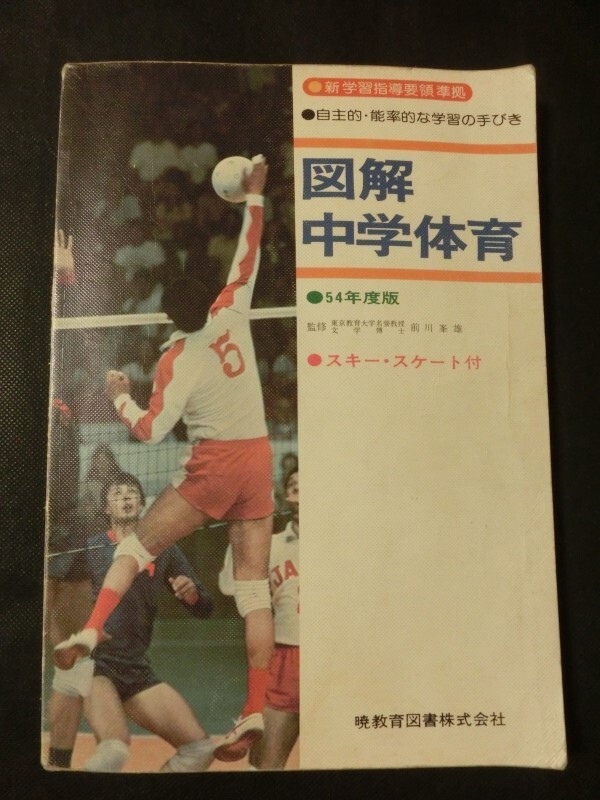 ●新学習指導要領準拠
●自主的・能率的な学習の手びき
図解
中学体育
●54年度版
監修 東京教育大学名誉教授
文学博士 前川峯雄
●スキー・スケート付
5
JA
暁教育図書株式会社